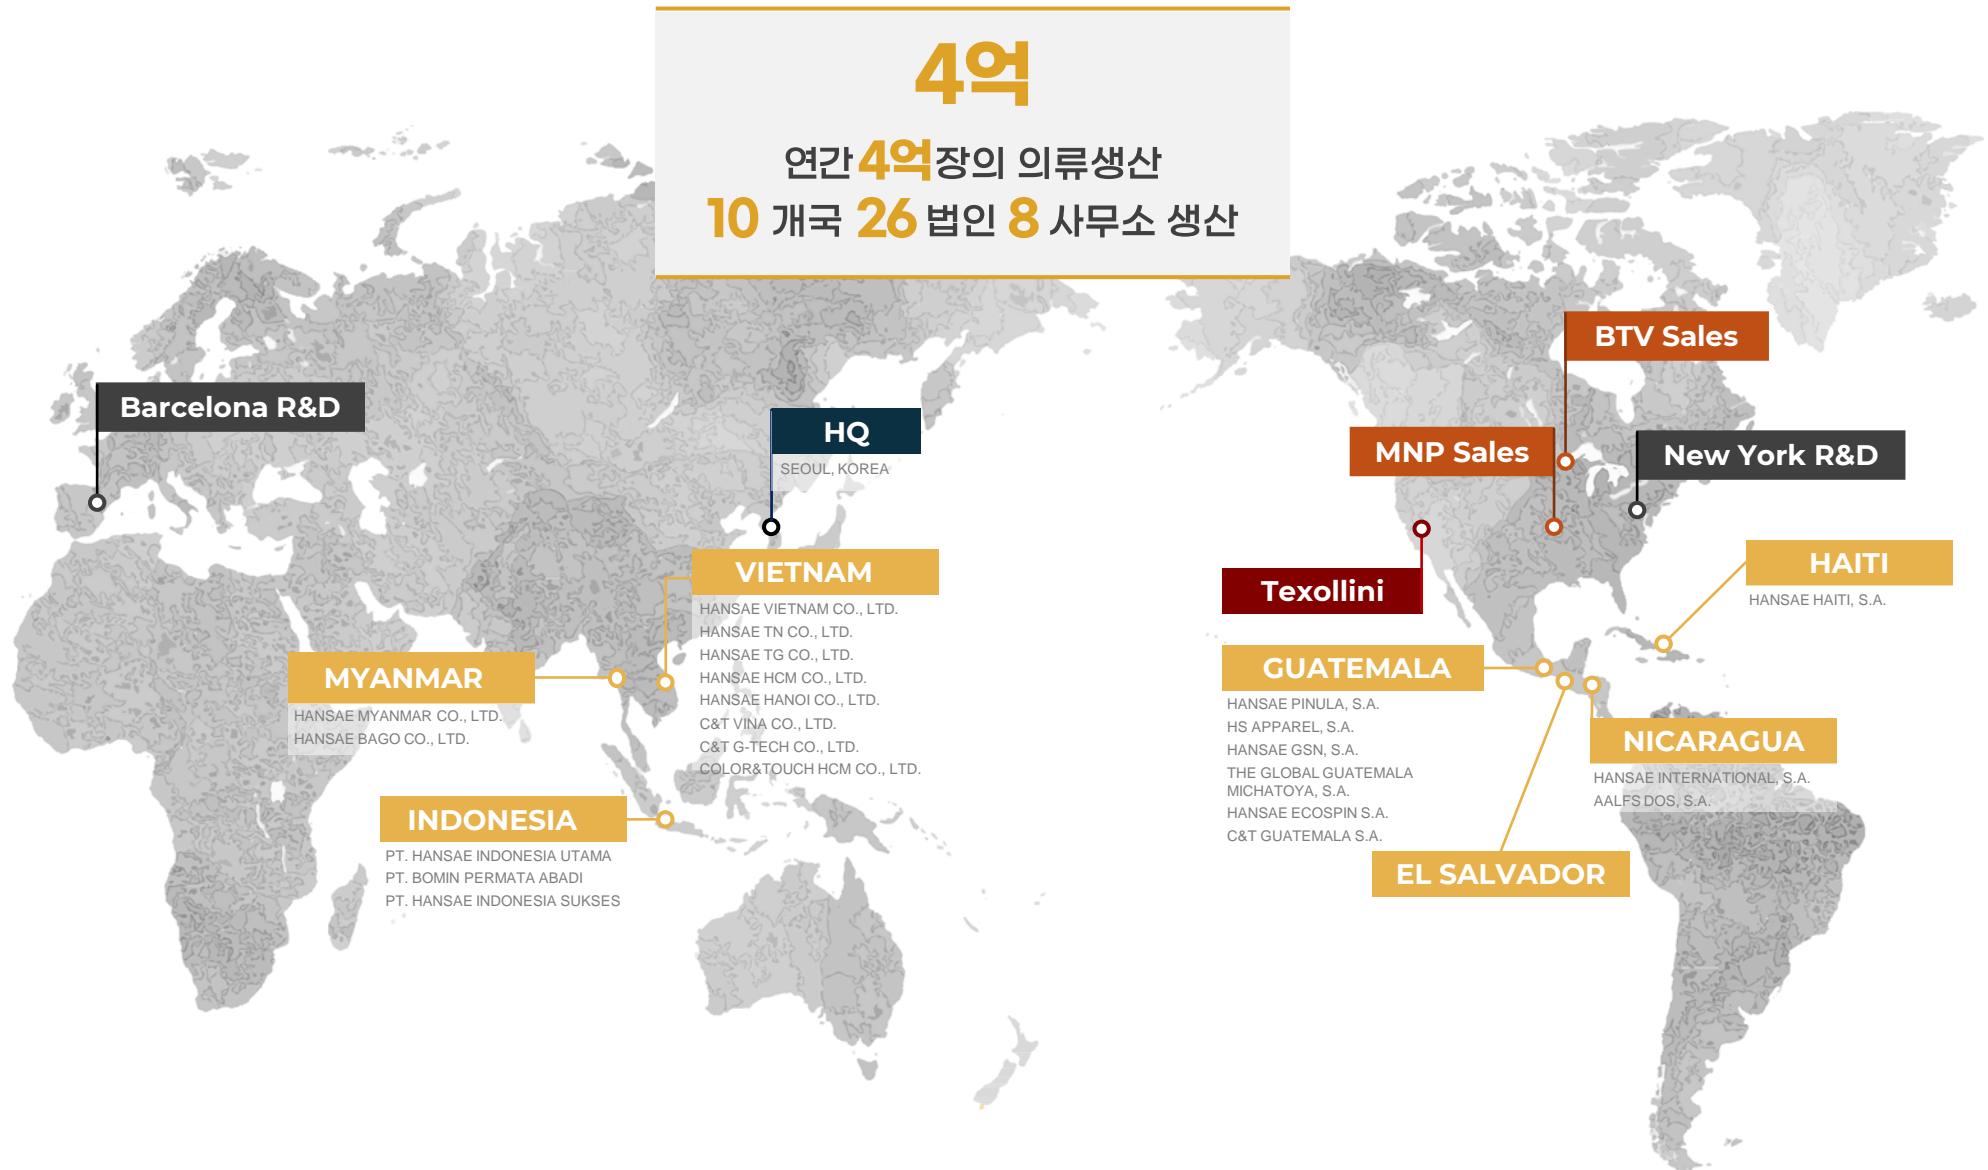 4억
연간 4억장의 의류생산
10 개국 26 법인 8 사무소 생산
Barcelona R&D
HQ
SEOUL, KOREA
VIETNAM
HANSAE VIETNAM CO., LTD.
HANSAE TN CO., LTD.
HANSAE TG CO., LTD.
HANSAE HCM CO., LTD.
HANSAE HANOI CO., LTD.
C&T VINA CO., LTD.
C&T G-TECH CO., LTD.
COLOR&TOUCH HCM CO., LTD.
MYANMAR
HANSAE MYANMAR CO., LTD.
HANSAE BAGO CO., LTD.
INDONESIA
PT. HANSAE INDONESIA UTAMA
PT. BOMIN PERMATA ABADI
PT. HANSAE INDONESIA SUKSES
BTV Sales
MNP Sales
New York R&D
Texollini
HAITI
HANSAE HAITI, S.A.
GUATEMALA
HANSAE PINULA, S.A.
HS APPAREL, S.A.
HANSAE GSN, S.A.
THE GLOBAL GUATEMALA
MICHATOYA, S.A.
HANSAE ECOSPIN S.A.
C&T GUATEMALA S.A.
NICARAGUA
HANSAE INTERNATIONAL, S.A.
AALFS DOS, S.A.
EL SALVADOR